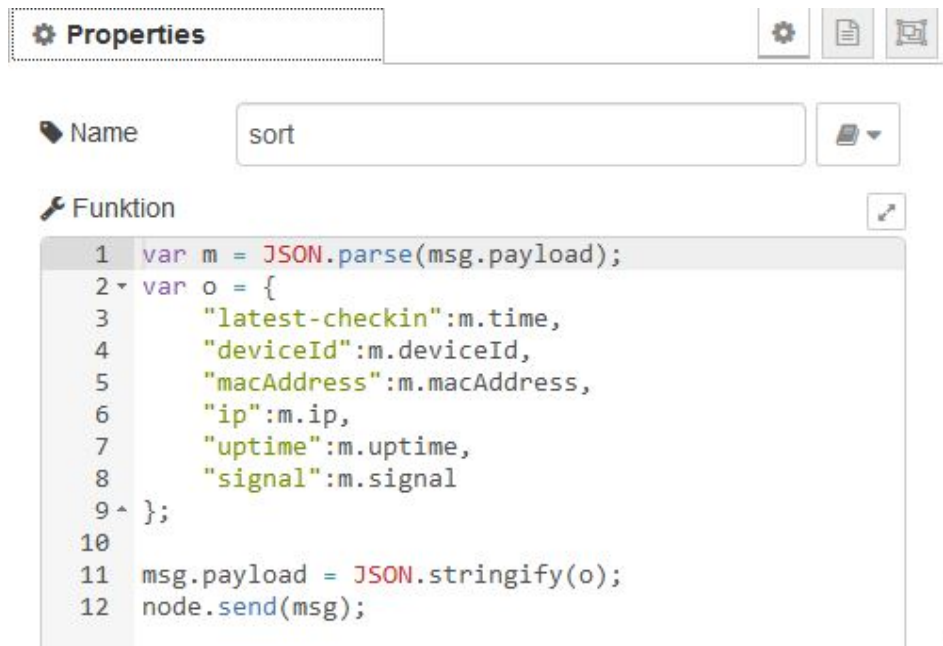 Properties
Name
sort
Funktion
1 var m = JSON.parse(msg.payload);
2 var o = {
3     "latest-checkin":m.time,
4     "deviceId":m.deviceId,
5     "macAddress":m.macAddress,
6     "ip":m.ip,
7     "uptime":m.uptime,
8     "signal":m.signal
9 };
10
11 msg.payload = JSON.stringify(o);
12 node.send(msg);